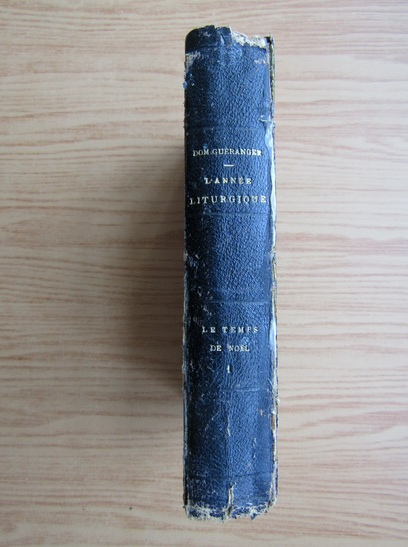 DOM GUÉRANGER
L'ANNÉE
LITURGIQUE
LE TEMPS
DE NOËL
I